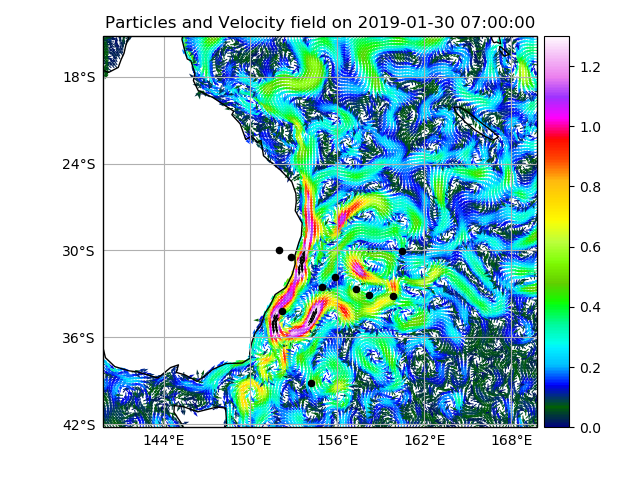 Particles and Velocity field on 2019-01-30 07:00:00
18°S
24°S
30°S
36°S
42°S
144°E 150°E 156°E 162°E 168°E
1.2
1.0
0.8
0.6
0.4
0.2
0.0